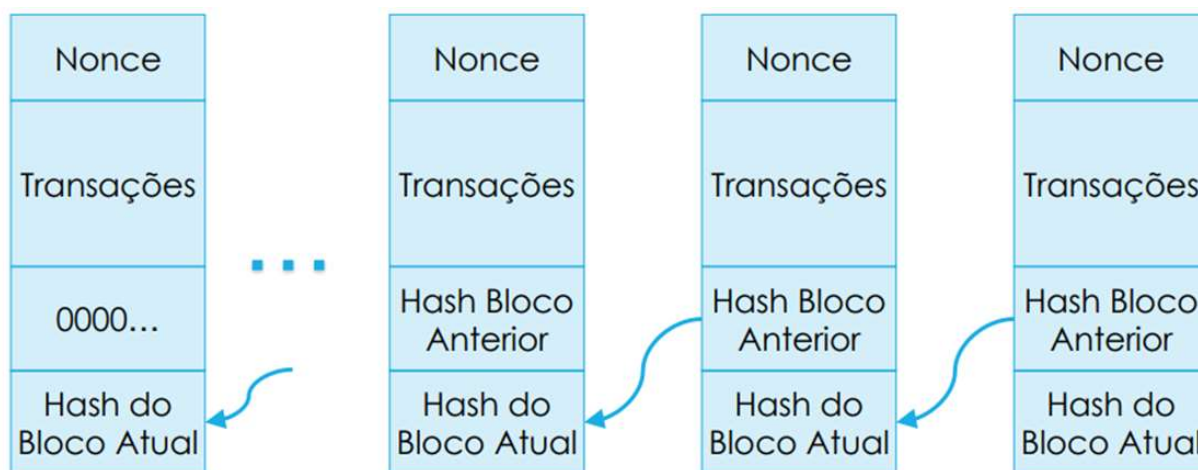 Nonce
Transações
0000...
Hash do
Bloco Atual
Nonce
Transações
Hash Bloco
Anterior
Hash do
Bloco Atual
Nonce
Transações
Hash Bloco
Anterior
Hash do
Bloco Atual
Nonce
Transações
Hash Bloco
Anterior
Hash do
Bloco Atual